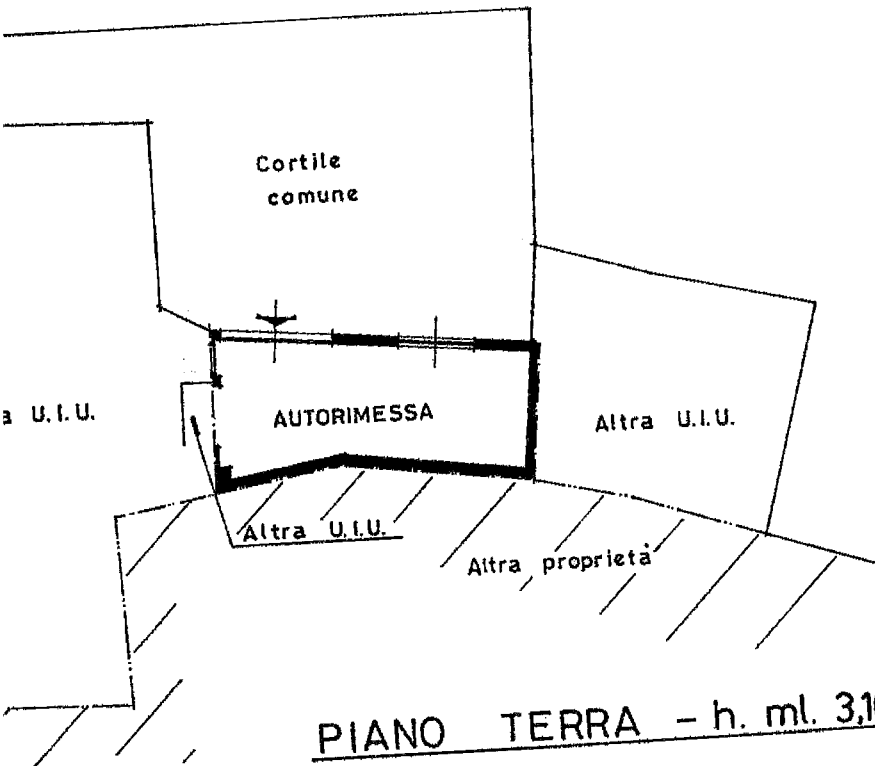 Cortile
comune
U.I.U.
AUTORIMESSA
Altra U.I.U.
Altra U.I.U.
Altra proprietà
PIANO TERRA - h. ml. 3,1